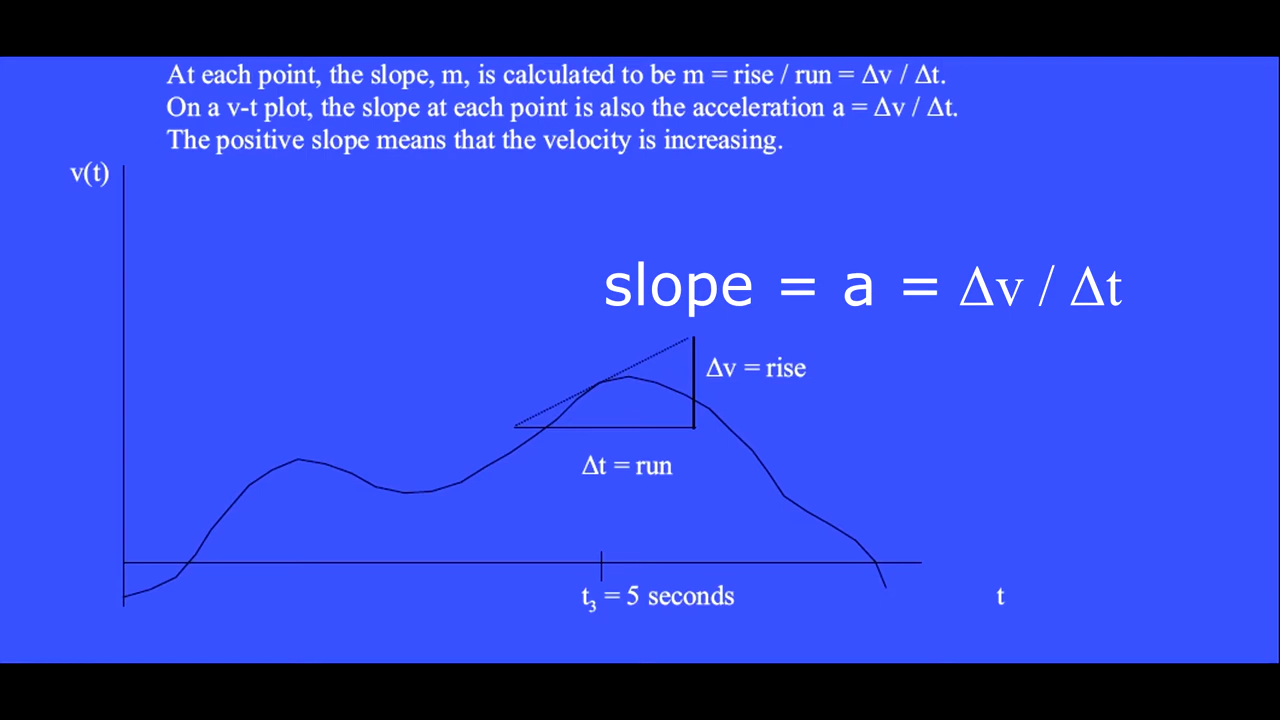 At each point, the slope, m, is calculated to be m = rise / run = Δv / Δt.
On a v-t plot, the slope at each point is also the acceleration a = Δv / Δt.
The positive slope means that the velocity is increasing.
v(t)
slope = a = Δv / Δt
Δv = rise
Δt = run
t₃ = 5 seconds
t